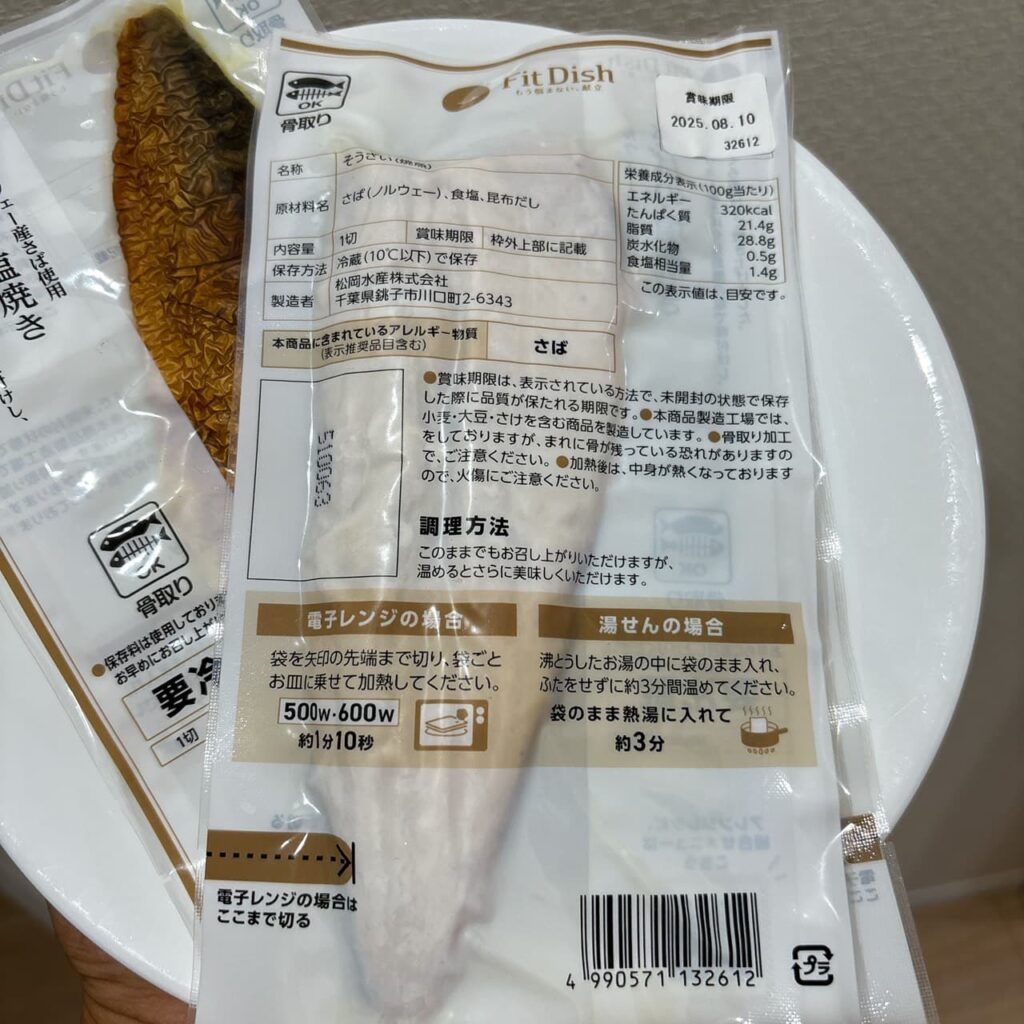 Fit Dish
もう悩まない、献立
OK
骨取り
賞味期限
2025.08.10
32612
名称
そうざい(焼魚)
原材料名
さば(ノルウェー)、食塩、昆布だし
内容量
1切
賞味期限
枠外上部に記載
保存方法
冷蔵(10℃以下)で保存
製造者
松岡水産株式会社
千葉県銚子市川口町2-6343
栄養成分表示(100g当たり)
エネルギー 320kcal
たんぱく質 21.4g
脂質 28.8g
炭水化物 0.5g
食塩相当量 1.4g
この表示値は、目安です。
本商品に含まれているアレルギー物質
(表示推奨品目含む)
さば
●賞味期限は、表示されている方法で、未開封の状態で保存
した際に品質が保たれる期限です。●本商品製造工場では、
小麦・大豆・さけを含む商品を製造しています。●骨取り加工
をしておりますが、まれに骨が残っている恐れがありますの
で、ご注意ください。●加熱後は、中身が熱くなっております
ので、火傷にご注意ください。
調理方法
このままでもお召し上がりいただけますが、
温めるとさらに美味しくいただけます。
電子レンジの場合
袋を矢印の先端まで切り、袋ごと
お皿に乗せて加熱してください。
500w・600w
約1分10秒
湯せんの場合
沸とうしたお湯の中に袋のまま入れ、
ふたをせずに約3分間温めてください。
袋のまま熱湯に入れて
約3分
電子レンジの場合は
ここまで切る
4 990571 132612
プラ
ェー産さば使用
塩焼き
OK
骨取り
●保存料は使用しており
お早めにお召し上が
要冷
1切